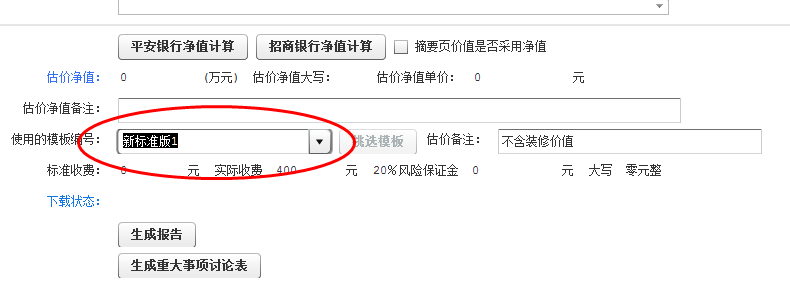 平安银行净值计算 招商银行净值计算 摘要页价值是否采用净值
估价净值: 0 (万元) 估价净值大写: 估价净值单价: 0 元
估价净值备注:
使用的模板编号: 新标准版1 挑选模板 估价备注: 不含装修价值
标准收费: 0 元 实际收费 400 元 20%风险保证金 0 元 大写 零元整
下载状态:
生成报告
生成重大事项讨论表